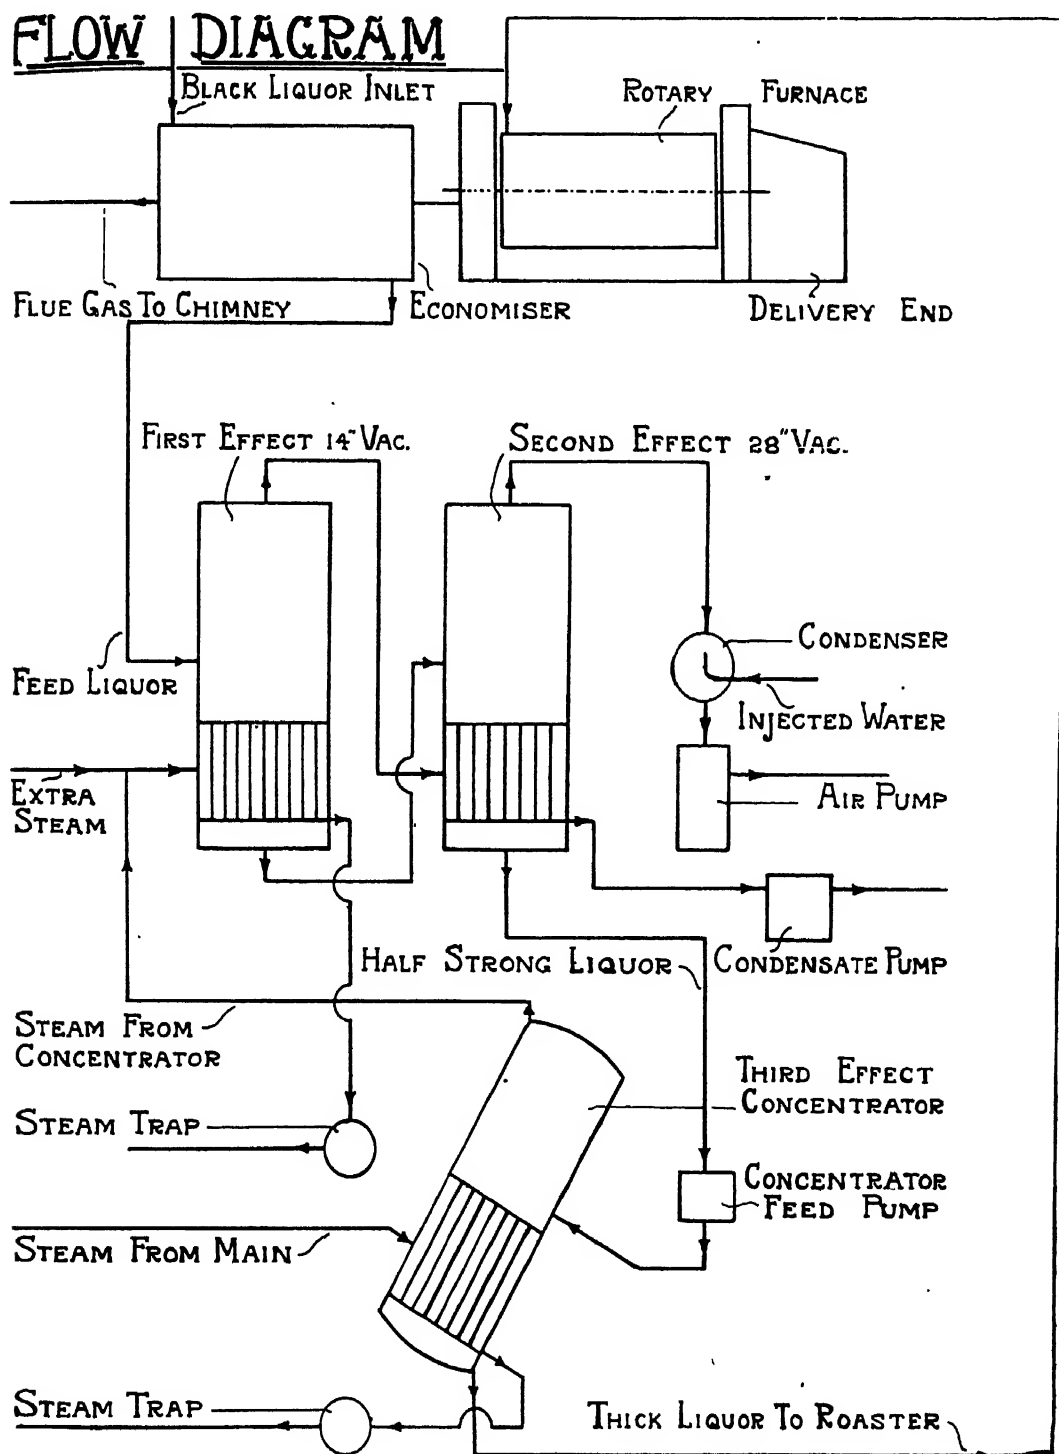 FLOW DIAGRAM
BLACK LIQUOR INLET
ROTARY FURNACE
FLUE GAS TO CHIMNEY
ECONOMISER
DELIVERY END
FIRST EFFECT 14" VAC.
SECOND EFFECT 28" VAC.
CONDENSER
FEED LIQUOR
INJECTED WATER
EXTRA
STEAM
AIR PUMP
HALF STRONG LIQUOR
CONDENSATE PUMP
STEAM FROM
CONCENTRATOR
THIRD EFFECT
CONCENTRATOR
STEAM TRAP
CONCENTRATOR
FEED PUMP
STEAM FROM MAIN
STEAM TRAP
THICK LIQUOR TO ROASTER